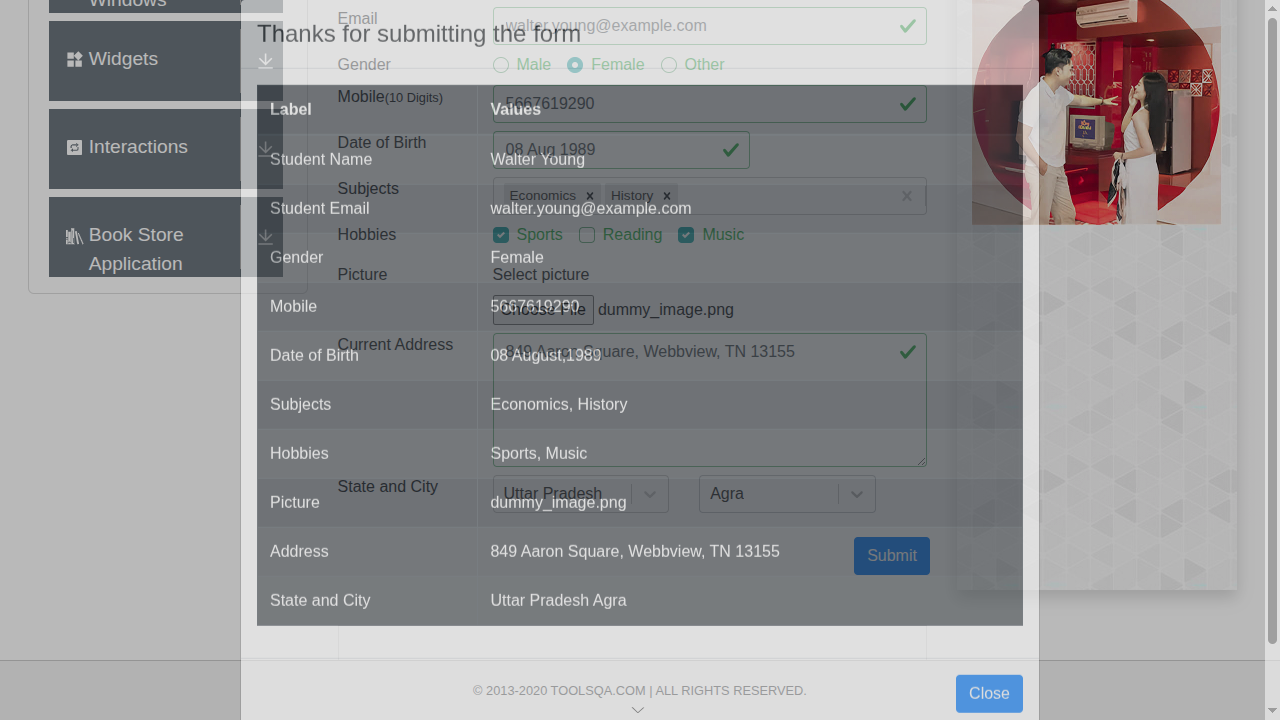 Windows
Widgets
Interactions
Book Store
Application
Thanks for submitting the form
Label Values
Student Name Walter Young
Student Email walter.young@example.com
Gender Female
Mobile 5667619290
Date of Birth 08 August,1989
Subjects Economics, History
Hobbies Sports, Music
Picture dummy_image.png
Address 849 Aaron Square, Webbview, TN 13155
State and City Uttar Pradesh Agra
Close
Email walter.young@example.com
Gender Male Female Other
Mobile(10 Digits) 5667619290
Date of Birth 08 Aug 1989
Subjects Economics History
Hobbies Sports Reading Music
Picture Select picture
Choose File dummy_image.png
Current Address 849 Aaron Square, Webbview, TN 13155
State and City Uttar Pradesh Agra
Submit
© 2013-2020 TOOLSQA.COM | ALL RIGHTS RESERVED.